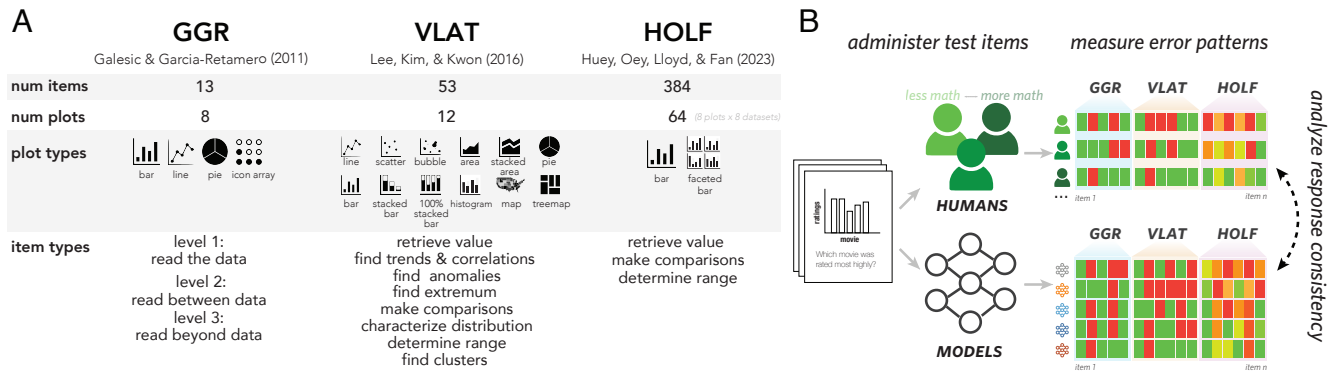 A
GGR
VLAT
HOLF
Galesic & Garcia-Retamero (2011)
Lee, Kim, & Kwon (2016)
Huey, Oey, Lloyd, & Fan (2023)
num items
13
53
384
num plots
8
12
64 (8 plots x 8 datasets)
plot types
bar
line
pie
icon array
line
scatter
bubble
area
stacked
area
pie
bar
stacked
bar
100%
stacked
bar
histogram
map
treemap
bar
faceted
bar
item types
level 1:
read the data
level 2:
read between data
level 3:
read beyond data
retrieve value
find trends & correlations
find anomalies
find extremum
make comparisons
characterize distribution
determine range
find clusters
retrieve value
make comparisons
determine range
B
administer test items
measure error patterns
less math — more math
HUMANS
ratings
movie
Which movie was
rated most highly?
MODELS
GGR
VLAT
HOLF
...
item 1
item n
GGR
VLAT
HOLF
item 1
item n
analyze response consistency